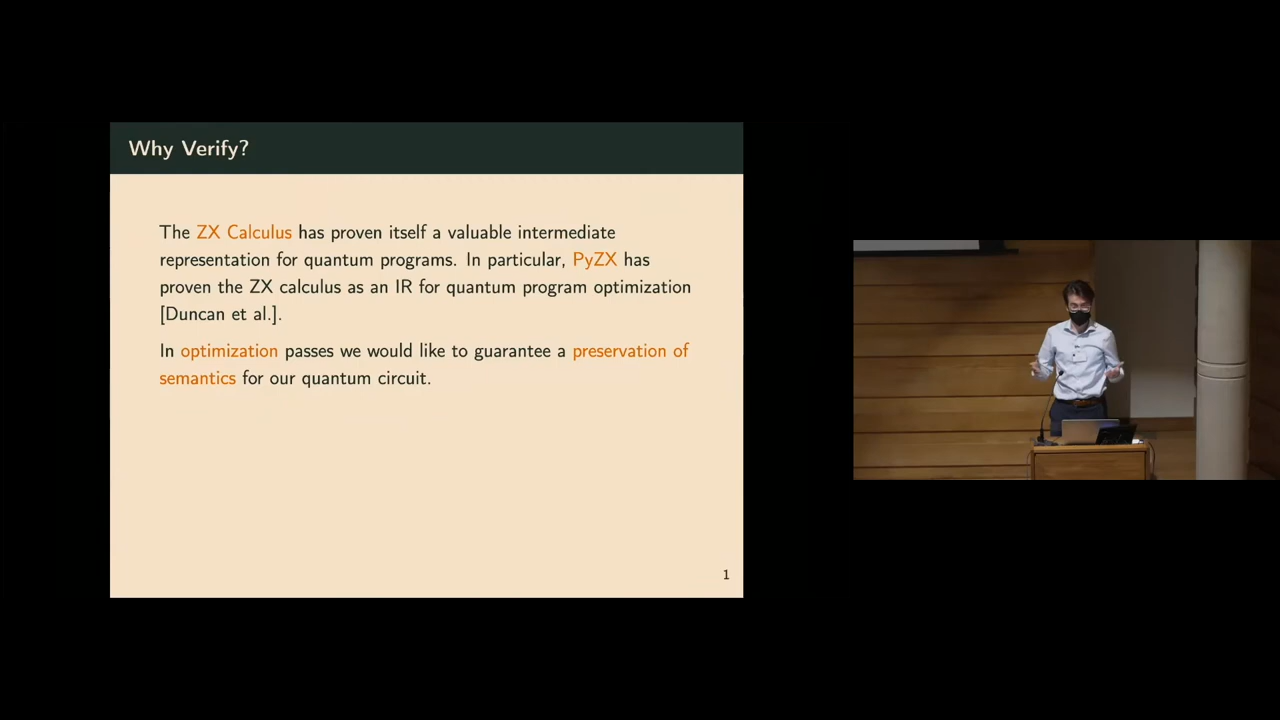 Why Verify?
The ZX Calculus has proven itself a valuable intermediate
representation for quantum programs. In particular, PyZX has
proven the ZX calculus as an IR for quantum program optimization
[Duncan et al.].
In optimization passes we would like to guarantee a preservation of
semantics for our quantum circuit.
1